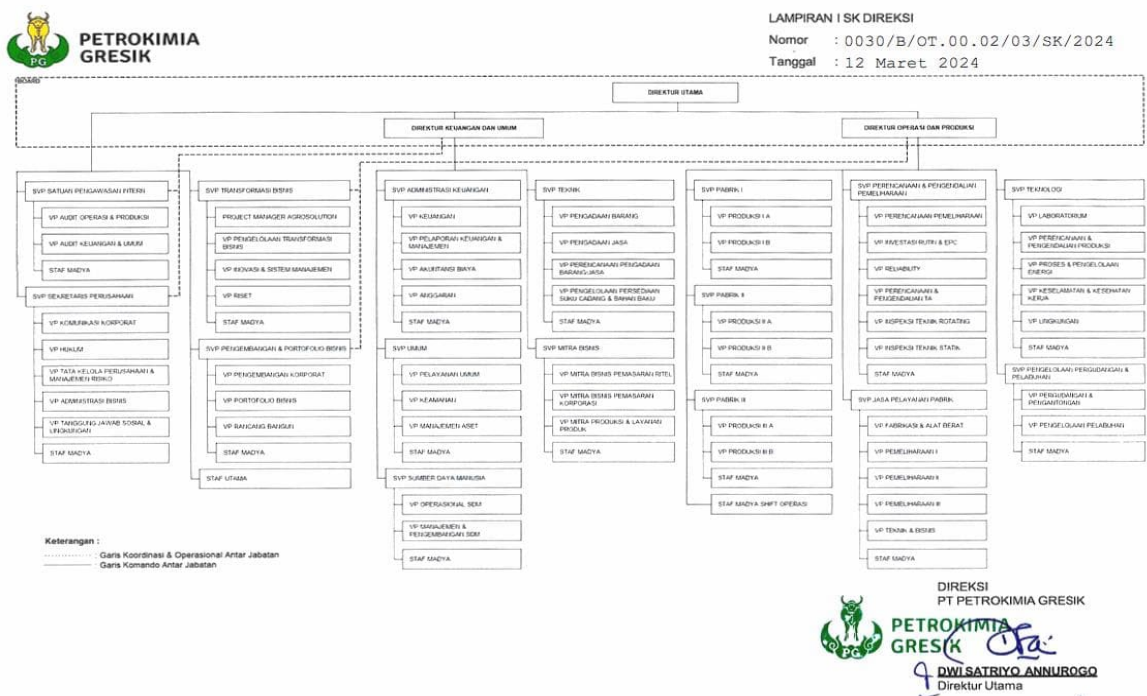 PETROKIMIA
GRESIK
PG
LAMPIRAN I SK DIREKSI
Nomor : 0030/B/OT.00.02/03/SK/2024
Tanggal : 12 Maret 2024
BOARD
DIREKTUR UTAMA
DIREKTUR KEUANGAN DAN UMUM
DIREKTUR OPERASI DAN PRODUKSI
SVP SATUAN PENGAWASAN INTERN
VP AUDIT OPERASI & PRODUKSI
VP AUDIT KEUANGAN & UMUM
STAF MADYA
SVP SEKRETARIS PERUSAHAAN
VP KOMUNIKASI KORPORAT
VP HUKUM
VP TATA KELOLA PERUSAHAAN &
MANAJEMEN RISIKO
VP ADMINISTRASI BISNIS
VP TANGGUNG JAWAB SOSIAL &
LINGKUNGAN
STAF MADYA
SVP TRANSFORMASI BISNIS
PROJECT MANAGER AGROSOLUTION
VP PENGELOLAAN TRANSFORMASI
BISNIS
VP INOVASI & SISTEM MANAJEMEN
VP RISET
STAF MADYA
SVP PENGEMBANGAN & PORTOFOLIO BISNIS
VP PENGEMBANGAN KORPORAT
VP PORTOFOLIO BISNIS
VP RANCANG BANGUN
STAF MADYA
STAF UTAMA
SVP ADMINISTRASI KEUANGAN
VP KEUANGAN
VP PELAPORAN KEUANGAN &
MANAJEMEN
VP AKUNTANSI BIAYA
VP ANGGARAN
STAF MADYA
SVP UMUM
VP PELAYANAN UMUM
VP KEAMANAN
VP MANAJEMEN ASET
STAF MADYA
SVP SUMBER DAYA MANUSIA
VP OPERASIONAL SDM
VP MANAJEMEN &
PENGEMBANGAN SDM
STAF MADYA
SVP TEKNIK
VP PENGADAAN BARANG
VP PENGADAAN JASA
VP PERENCANAAN PENGADAAN
BARANG/JASA
VP PENGELOLAAN PERSEDIAAN
SUKU CADANG & BAHAN BAKU
STAF MADYA
SVP MITRA BISNIS
VP MITRA BISNIS PEMASARAN RITEL
VP MITRA BISNIS PEMASARAN
KORPORASI
VP MITRA PRODUKSI & LAYANAN
PRODUK
STAF MADYA
SVP PABRIK I
VP PRODUKSI I A
VP PRODUKSI I B
STAF MADYA
SVP PABRIK II
VP PRODUKSI II A
VP PRODUKSI II B
STAF MADYA
SVP PABRIK III
VP PRODUKSI III A
VP PRODUKSI III B
STAF MADYA
STAF MADYA SHIFT OPERASI
SVP PERENCANAAN & PENGENDALIAN
PEMELIHARAAN
VP PERENCANAAN PEMELIHARAAN
VP INVESTASI RUTIN & EPC
VP RELIABILITY
VP PERENCANAAN &
PENGENDALIAN TA
VP INSPEKSI TEKNIK ROTATING
VP INSPEKSI TEKNIK STATIK
STAF MADYA
SVP JASA PELAYANAN PABRIK
VP FABRIKASI & ALAT BERAT
VP PEMELIHARAAN I
VP PEMELIHARAAN II
VP PEMELIHARAAN III
VP TEKNIK & BISNIS
STAF MADYA
SVP TEKNOLOGI
VP LABORATORIUM
VP PERENCANAAN &
PENGENDALIAN PRODUKSI
VP PROSES & PENGELOLAAN
ENERGI
VP KESELAMATAN & KESEHATAN
KERJA
VP LINGKUNGAN
STAF MADYA
SVP PENGELOLAAN PERGUDANGAN &
PELABUHAN
VP PERGUDANGAN &
PENGANTONGAN
VP PENGELOLAAN PELABUHAN
STAF MADYA
Keterangan :
: Garis Koordinasi & Operasional Antar Jabatan
: Garis Komando Antar Jabatan
DIREKSI
PT PETROKIMIA GRESIK
PETROKIMIA
GRESIK
PG
DWI SATRIYO ANNUROGO
Direktur Utama